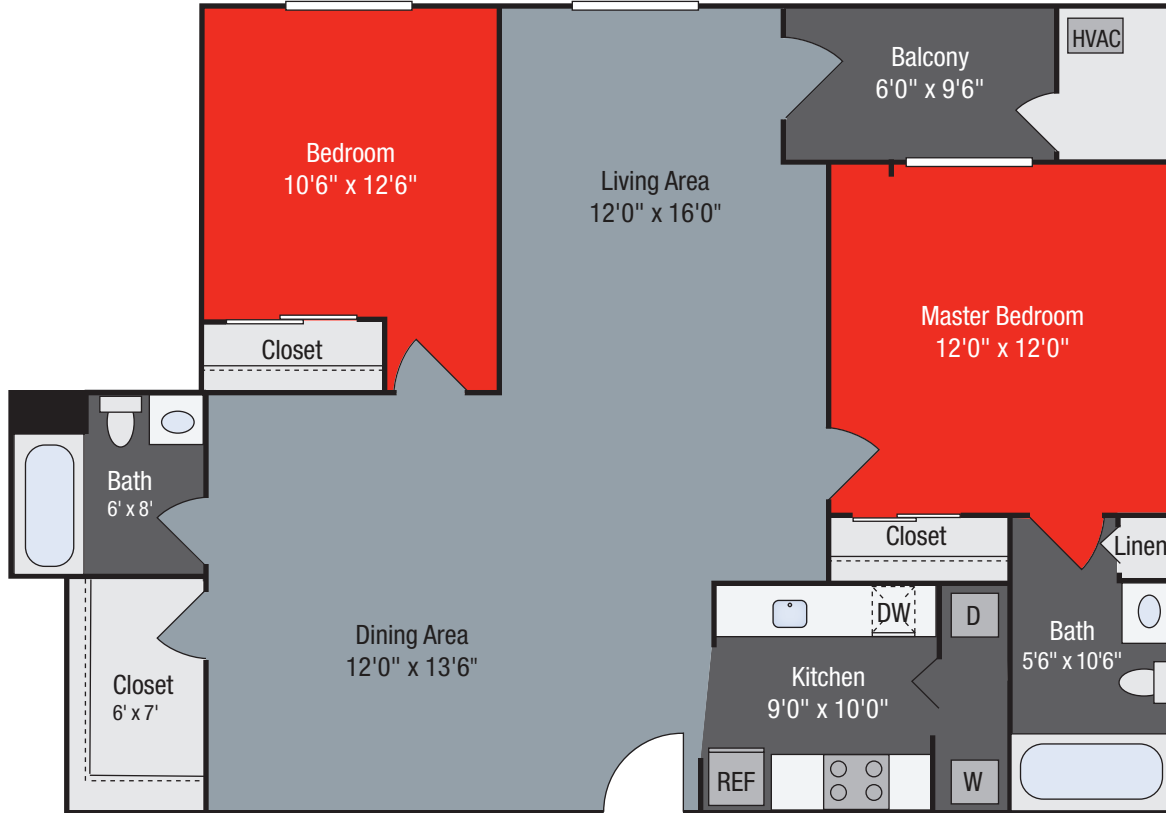 HVAC
Balcony
6'0" x 9'6"
Bedroom
10'6" x 12'6"
Living Area
12'0" x 16'0"
Master Bedroom
12'0" x 12'0"
Closet
Bath
6' x 8'
Closet
Linen
DW
D
Dining Area
12'0" x 13'6"
Bath
5'6" x 10'6"
Closet
6' x 7'
Kitchen
9'0" x 10'0"
REF
W